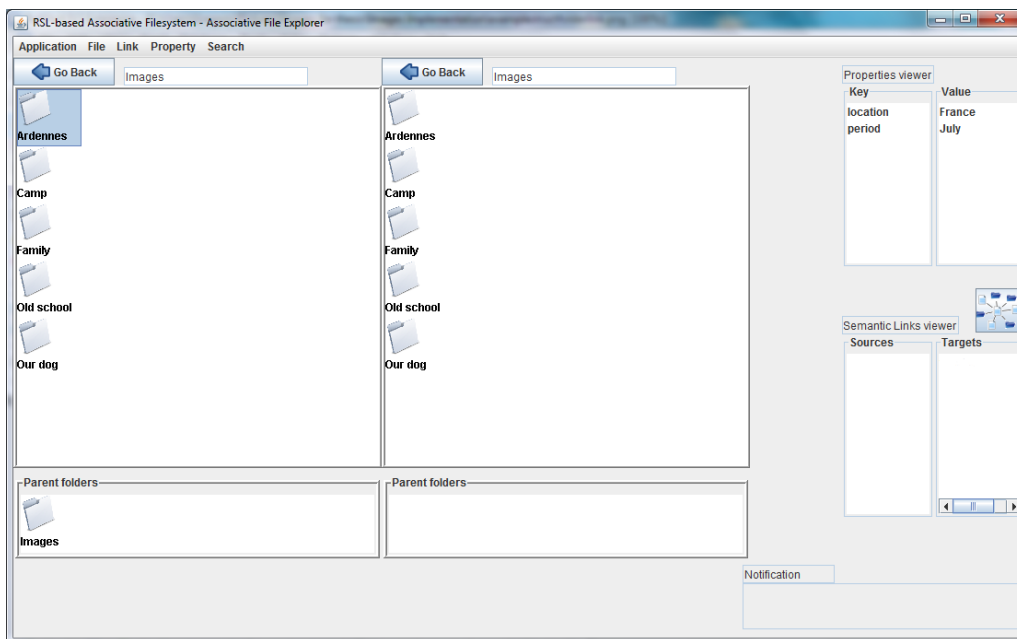 RSL-based Associative Filesystem - Associative File Explorer
Application File Link Property Search
Go Back
Images
Ardennes
Camp
Family
Old school
Our dog
Parent folders
Images
Go Back
Images
Ardennes
Camp
Family
Old school
Our dog
Parent folders
Properties viewer
Key Value
location France
period July
Semantic Links viewer
Sources Targets
Notification